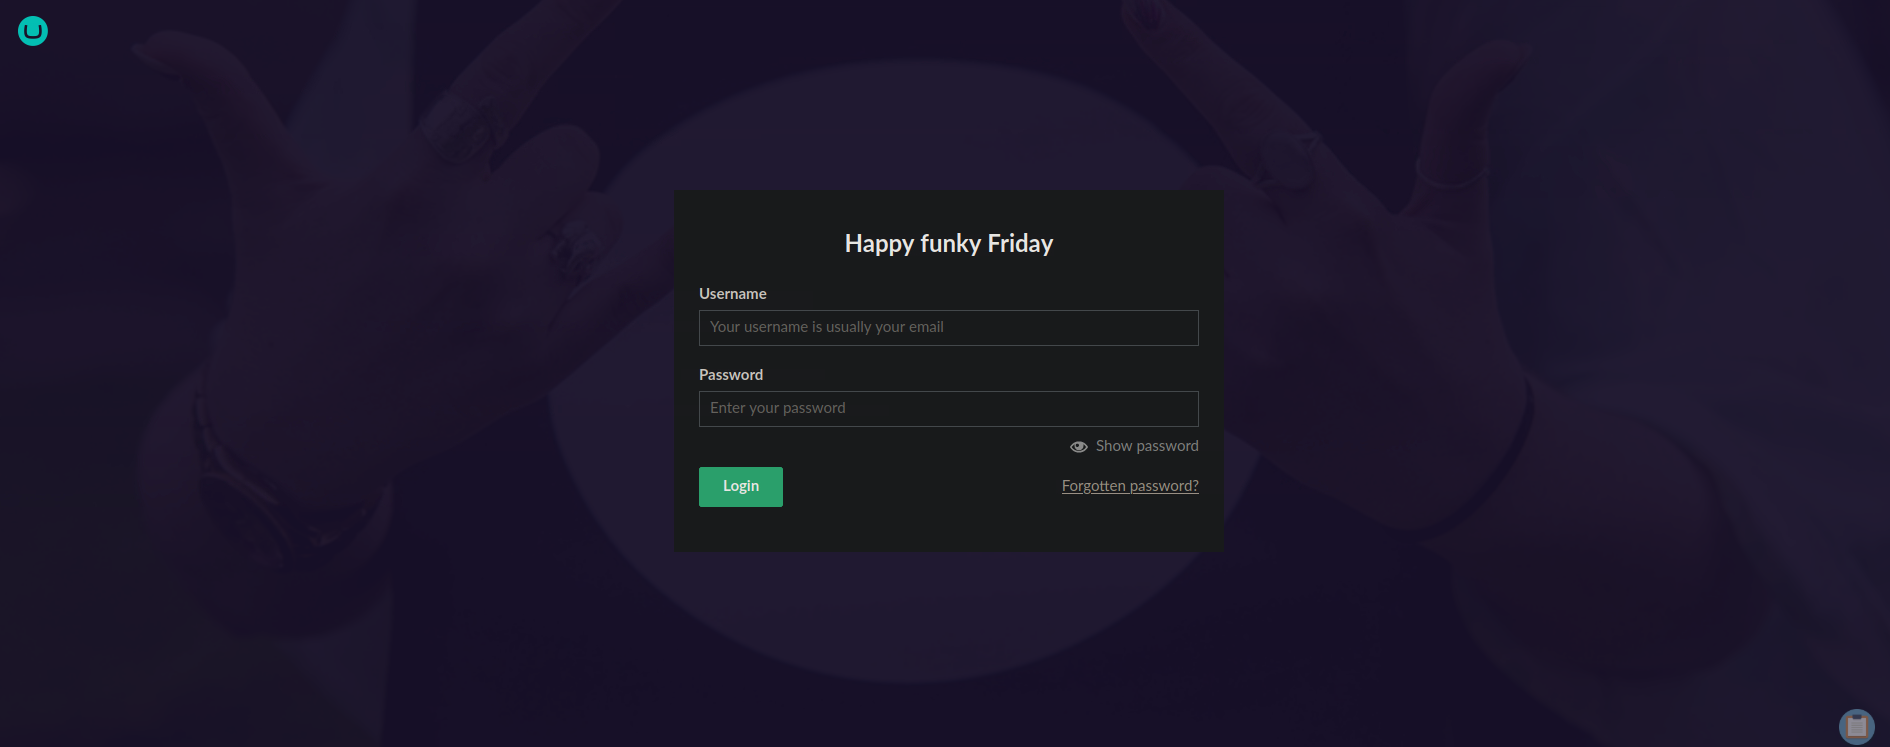 Happy funky Friday
Username
Your username is usually your email
Password
Enter your password
Show password
Login
Forgotten password?